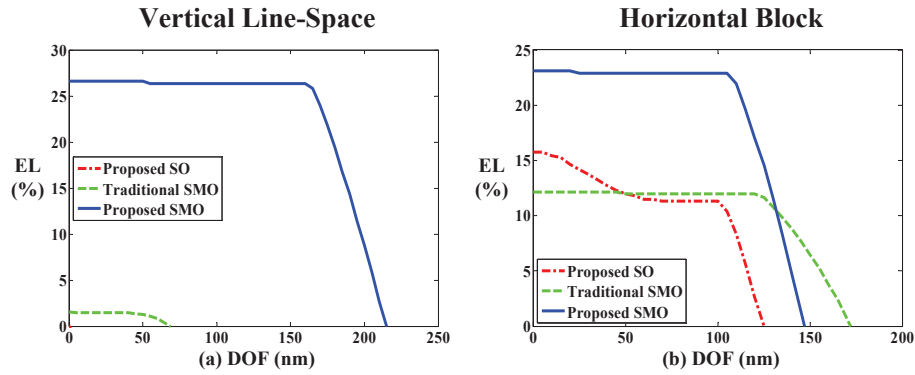 Vertical Line-Space
30
25
20
15
10
5
0
EL
(%)
Proposed SO
Traditional SMO
Proposed SMO
0 50 100 150 200 250
(a) DOF (nm)
Horizontal Block
25
20
15
10
5
0
EL
(%)
Proposed SO
Traditional SMO
Proposed SMO
0 50 100 150 200
(b) DOF (nm)